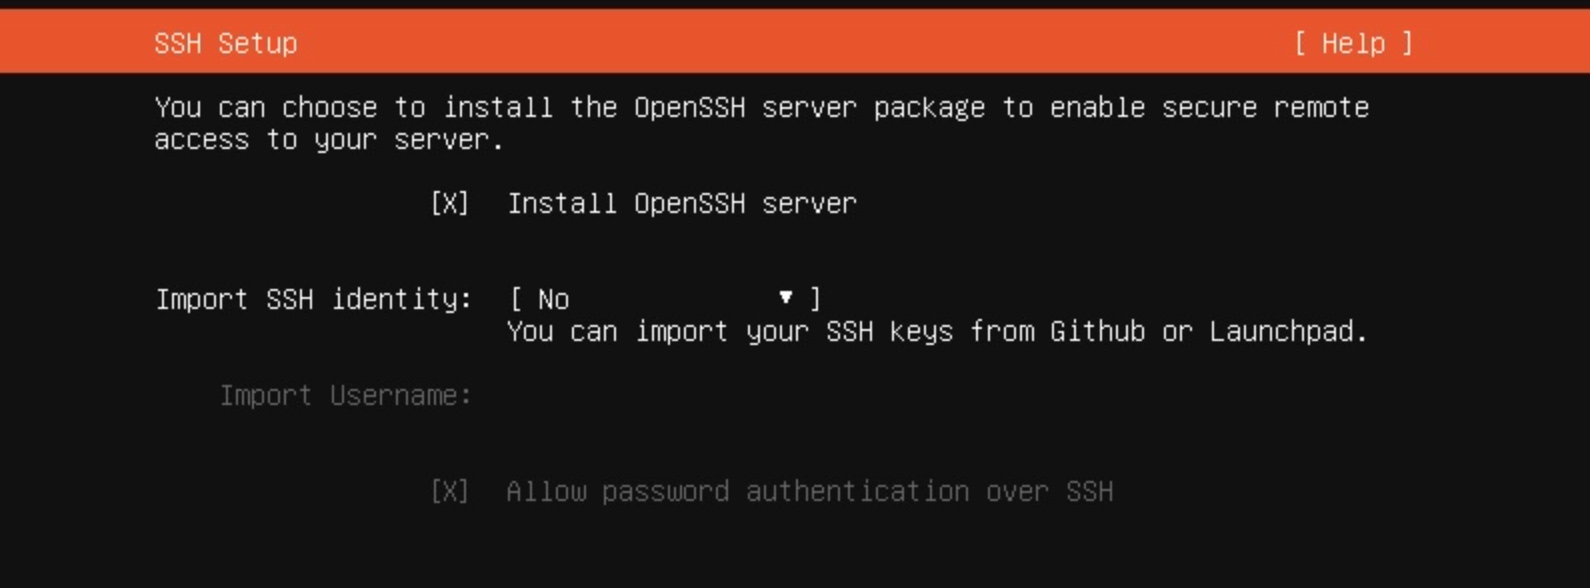 SSH Setup [ Help ]
You can choose to install the OpenSSH server package to enable secure remote
access to your server.
[X] Install OpenSSH server
Import SSH identity: [ No ▾ ]
You can import your SSH keys from Github or Launchpad.
Import Username:
[X] Allow password authentication over SSH